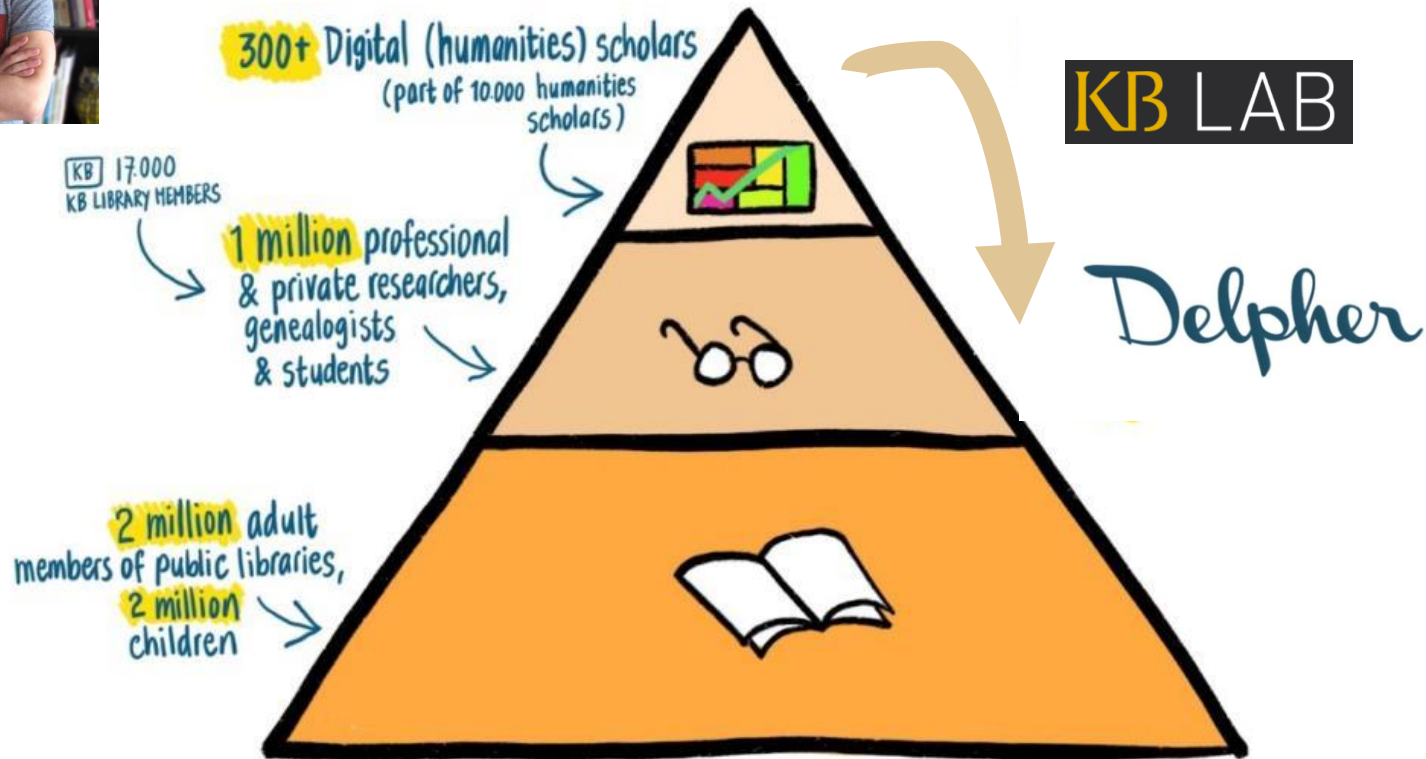 300+ Digital (humanities) scholars
(part of 10.000 humanities
scholars)
KB 17.000
KB LIBRARY MEMBERS
1 million professional
& private researchers,
genealogists
& students
2 million adult
members of public libraries,
2 million
children
KB LAB
Delpher